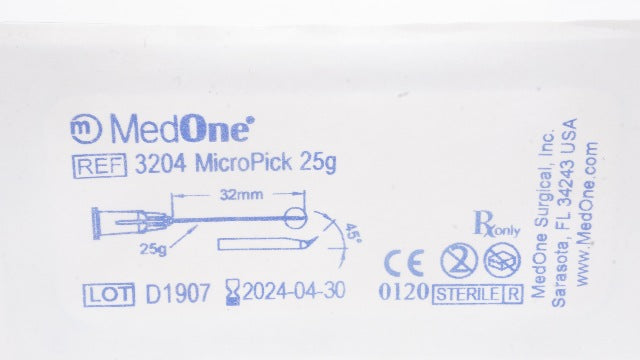 m MedOne®
REF 3204 MicroPick 25g
32mm
25g
45°
LOT D1907 2024-04-30
Rx only
CE 2
0120 STERILE R
MedOne Surgical, Inc.
Sarasota, FL 34243 USA
www.MedOne.com